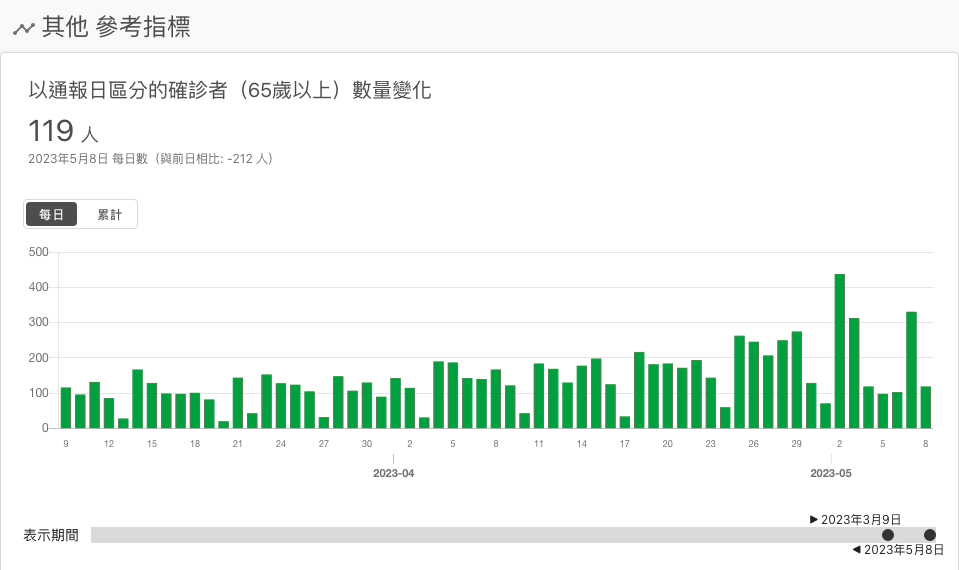 其他 參考指標
以通報日區分的確診者（65歲以上）數量變化
119 人
2023年5月8日 每日數（與前日相比: -212 人）
每日 累計
500
400
300
200
100
0
9 12 15 18 21 24 27 30 2 5 8 11 14 17 20 23 26 29 2 5 8
2023-04 2023-05
▶ 2023年3月9日
表示期間
◀ 2023年5月8日